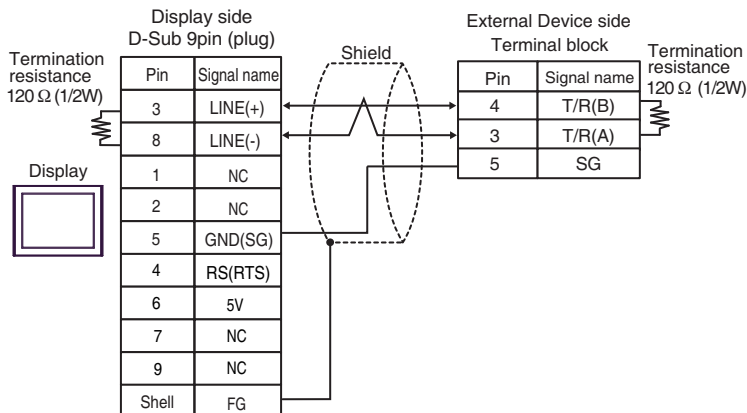 Display side
D-Sub 9pin (plug)
External Device side
Terminal block
Termination
resistance
120 Ω (1/2W)
Shield
Termination
resistance
120 Ω (1/2W)
Pin Signal name
3 LINE(+)
8 LINE(-)
1 NC
2 NC
5 GND(SG)
4 RS(RTS)
6 5V
7 NC
9 NC
Shell FG
Display
Pin Signal name
4 T/R(B)
3 T/R(A)
5 SG